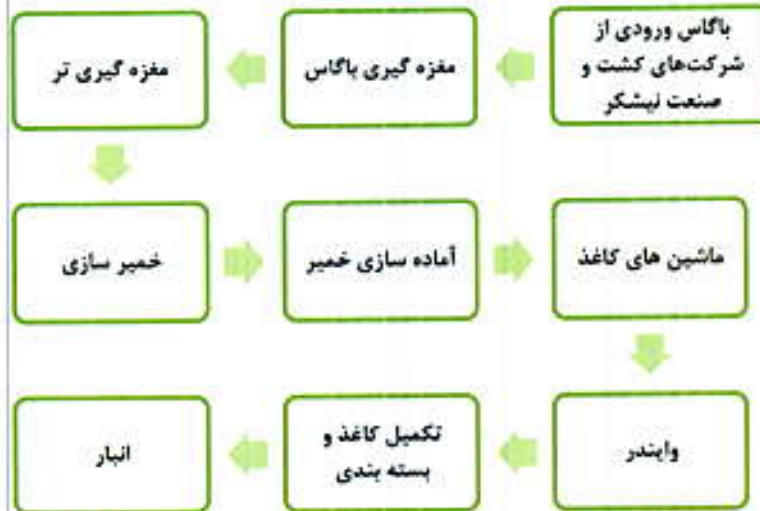 باگاس ورودی از
شرکت‌های کشت و
صنعت نیشکر
مغزه گیری باگاس
مغزه گیری تر
خمیر سازی
آماده سازی خمیر
ماشین های کاغذ
وایندر
تکمیل کاغذ و
بسته بندی
انبار